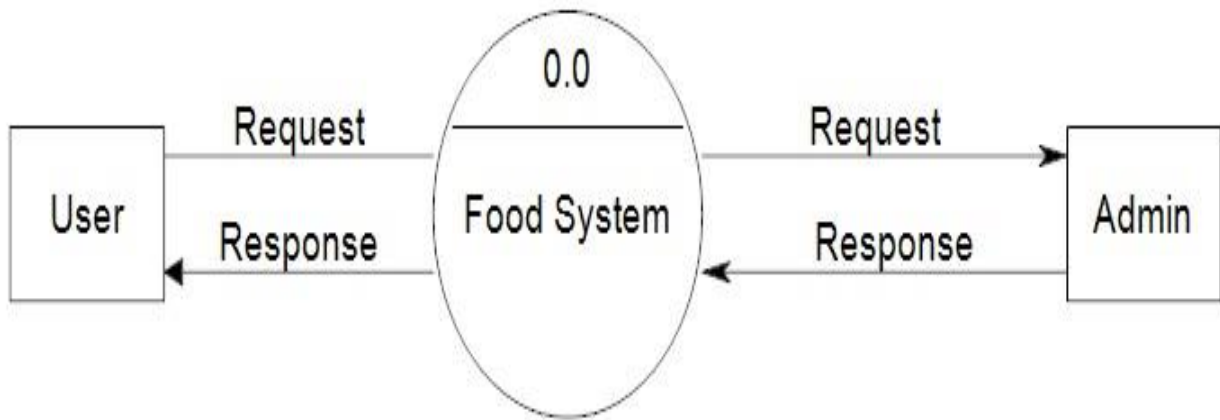 0.0
Request
Request
User
Food System
Admin
Response
Response